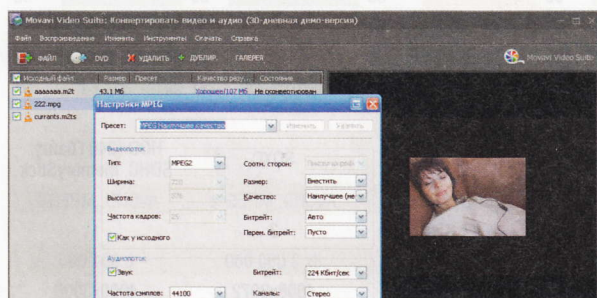 Movavi Video Suite: Конвертировать видео и аудио (30-дневная демо-версия)
Файл Воспроизведение Изменить Инструменты Скачать Справка
ФАЙЛ DVD УДАЛИТЬ ДУБЛИР. ГАЛЕРЕЯ Movavi Video Suite
Исходный файл Размер Пресет Качество резу... Состояние
aaaaaaa.m2t 43.1 Мб Хорошее/107 Мб Не сконвертирован
222.mpg
currants.m2ts
Настройки MPEG
Пресет: MPEG Наилучшее качество Изменить Удалить
Видеопоток
Тип: MPEG2 Соотн. сторон:
Ширина: Размер: Вместить
Высота: Качество: Наилучшее (не
Частота кадров: 25 Битрейт: Авто
Как у исходного Перем. битрейт: Пусто
Аудиопоток
Звук Битрейт: 224 Кбит/сек
Частота сэмплов: 44100 Каналы: Стерео